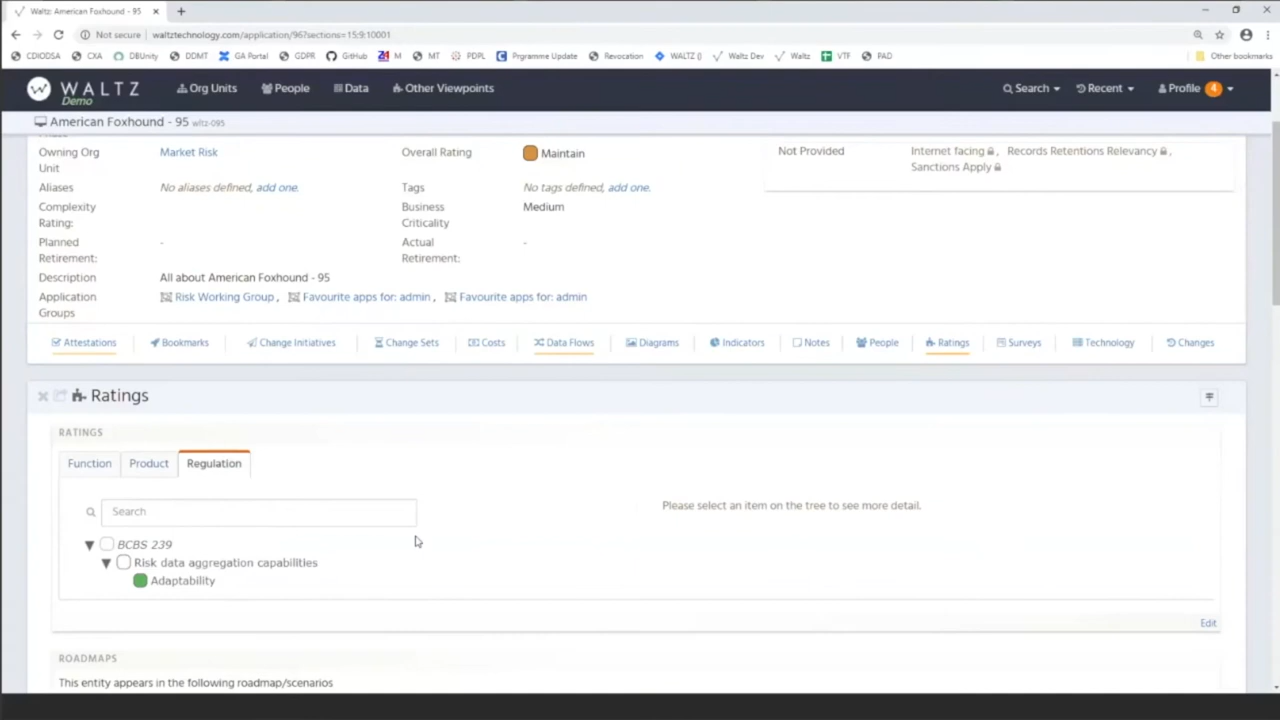 Waltz: American Foxhound - 95
Not secure | waltztechnology.com/application/96?sections=15;9;10001
CDIODSA CXA DBUnity DDMT GA Portal GDPR GitHub M MT PDPL Prgramme Update Revocation WALTZ () Waltz Dev Waltz VTF PAD Other bookmarks
WALTZ Demo Org Units People Data Other Viewpoints Search Recent Profile 4
American Foxhound - 95 wltz-095
Owning Org Unit Market Risk Overall Rating Maintain Not Provided Internet facing, Records Retentions Relevancy, Sanctions Apply
Aliases No aliases defined, add one. Tags No tags defined, add one.
Complexity Rating: Business Criticality Medium
Planned Retirement: - Actual Retirement: -
Description All about American Foxhound - 95
Application Groups Risk Working Group, Favourite apps for: admin, Favourite apps for: admin
Attestations Bookmarks Change Initiatives Change Sets Costs Data Flows Diagrams Indicators Notes People Ratings Surveys Technology Changes
Ratings
RATINGS
Function Product Regulation
Search
Please select an item on the tree to see more detail.
BCBS 239
Risk data aggregation capabilities
Adaptability
Edit
ROADMAPS
This entity appears in the following roadmap/scenarios